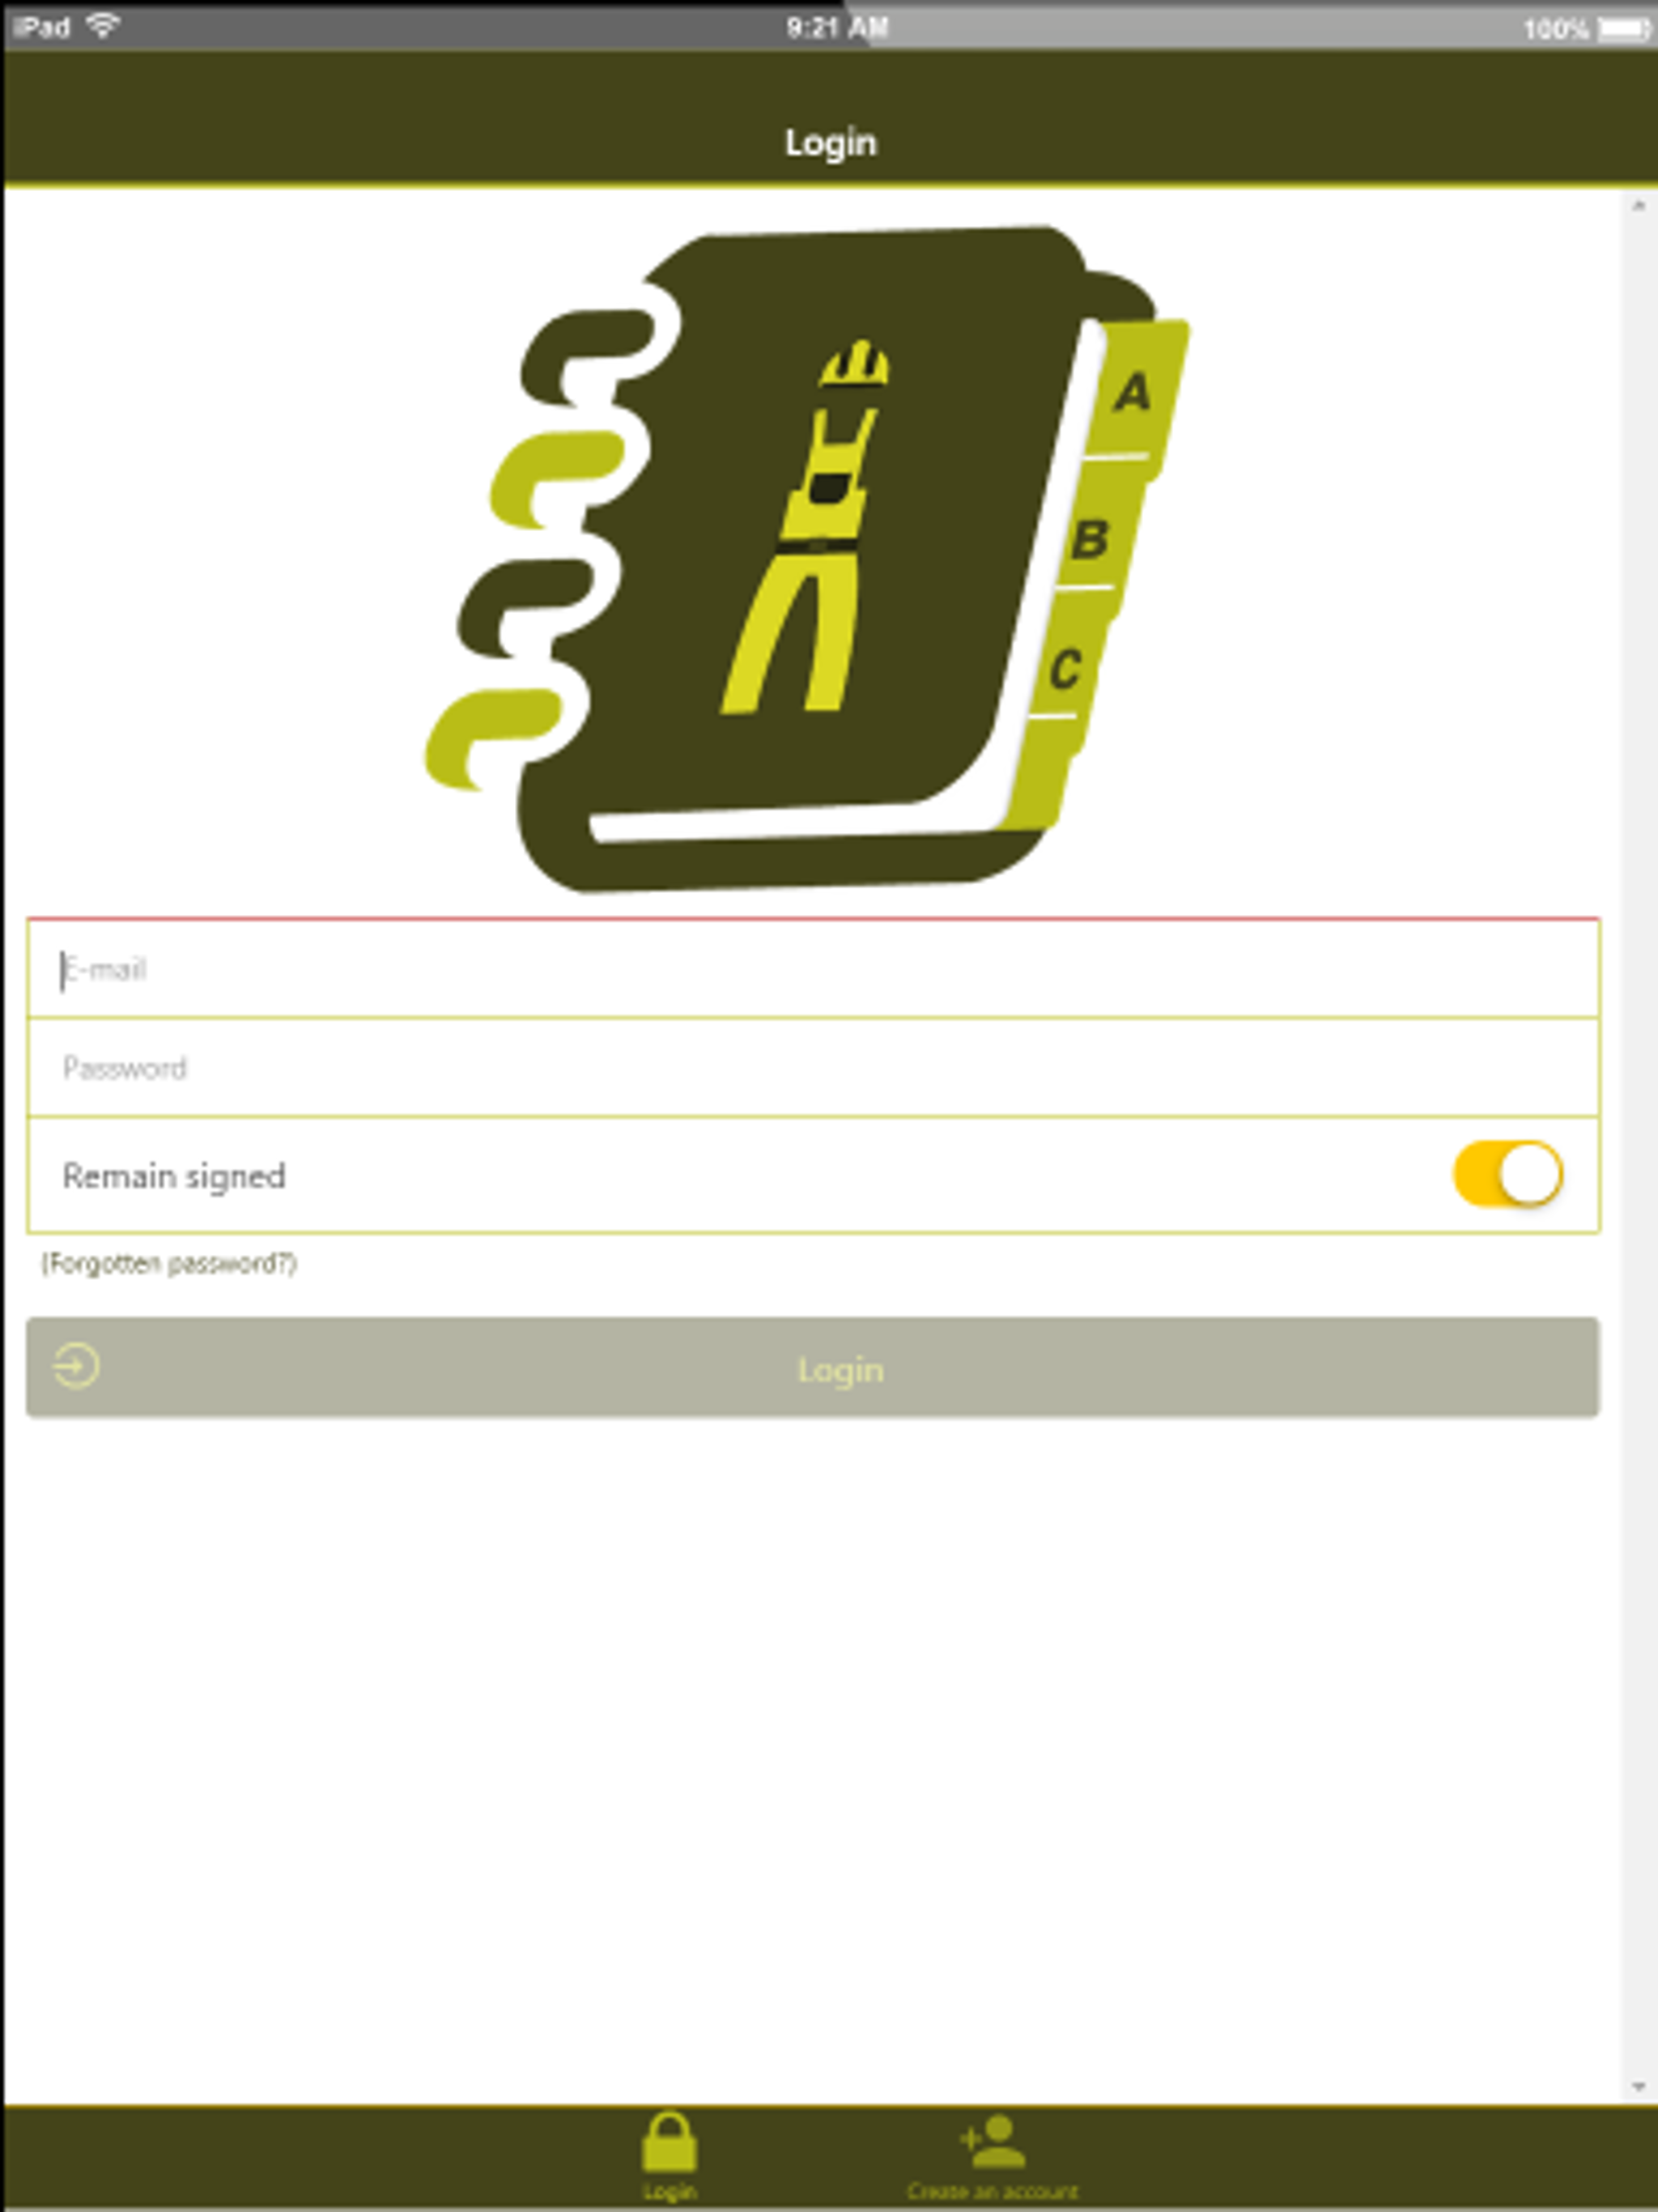 iPad 9:21 AM 100%
Login
A
B
C
E-mail
Password
Remain signed
(Forgotten password?)
Login
Login Create an account